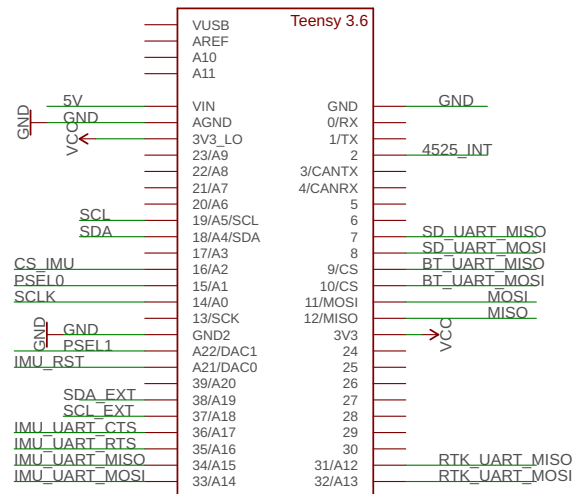 Teensy 3.6
VUSB
AREF
A10
A11
5V VIN GND GND
GND GND AGND 0/RX
VCC 3V3_LO 1/TX
23/A9 2 4525_INT
22/A8 3/CANTX
21/A7 4/CANRX
20/A6 5
SCL 19/A5/SCL 6
SDA 18/A4/SDA 7 SD_UART_MISO
17/A3 8 SD_UART_MOSI
CS_IMU 16/A2 9/CS BT_UART_MISO
PSEL0 15/A1 10/CS BT_UART_MOSI
SCLK 14/A0 11/MOSI MOSI
13/SCK 12/MISO MISO
GND GND GND2 3V3 VCC
PSEL1 A22/DAC1 24
IMU_RST A21/DAC0 25
39/A20 26
SDA_EXT 38/A19 27
SCL_EXT 37/A18 28
IMU_UART_CTS 36/A17 29
IMU_UART_RTS 35/A16 30
IMU_UART_MISO 34/A15 31/A12 RTK_UART_MISO
IMU_UART_MOSI 33/A14 32/A13 RTK_UART_MOSI